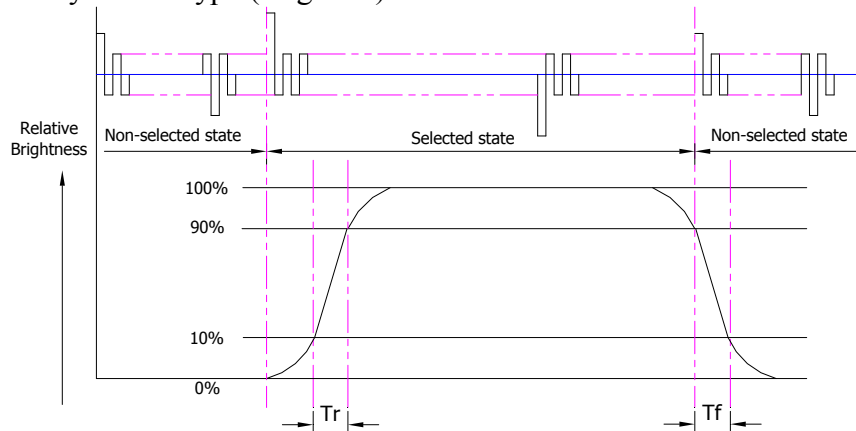 Non-selected state
Selected state
Non-selected state
Relative
Brightness
100%
90%
10%
0%
Tr
Tf